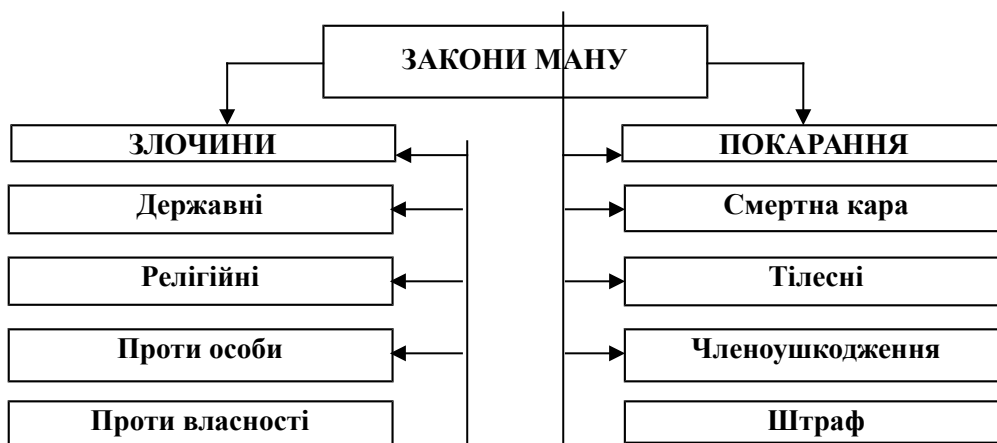 ЗАКОНИ МАНУ
ЗЛОЧИНИ
ПОКАРАННЯ
Державні
Смертна кара
Релігійні
Тілесні
Проти особи
Членоушкодження
Проти власності
Штраф